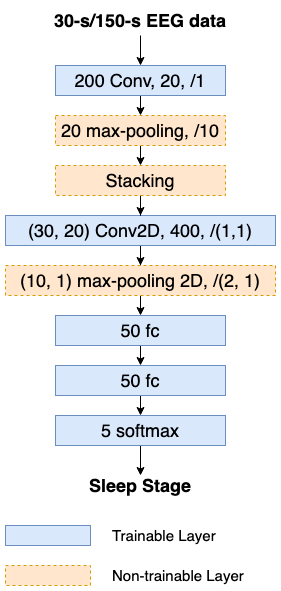 30-s/150-s EEG data
200 Conv, 20, /1
20 max-pooling, /10
Stacking
(30, 20) Conv2D, 400, /(1,1)
(10, 1) max-pooling 2D, /(2, 1)
50 fc
50 fc
5 softmax
Sleep Stage
Trainable Layer
Non-trainable Layer